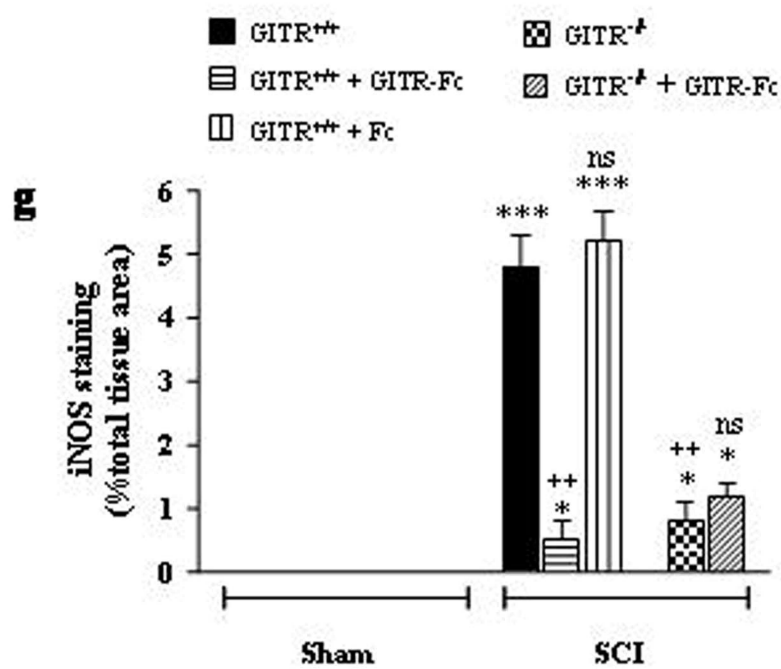 GITR+/+
GITR-/-
GITR+/+ + GITR-Fc
GITR-/- + GITR-Fc
GITR+/+ + Fc
iNOS staining
(%total tissue area)
6
5
4
3
2
1
0
***
ns
***
++
*
++
*
ns
*
Sham
SCI